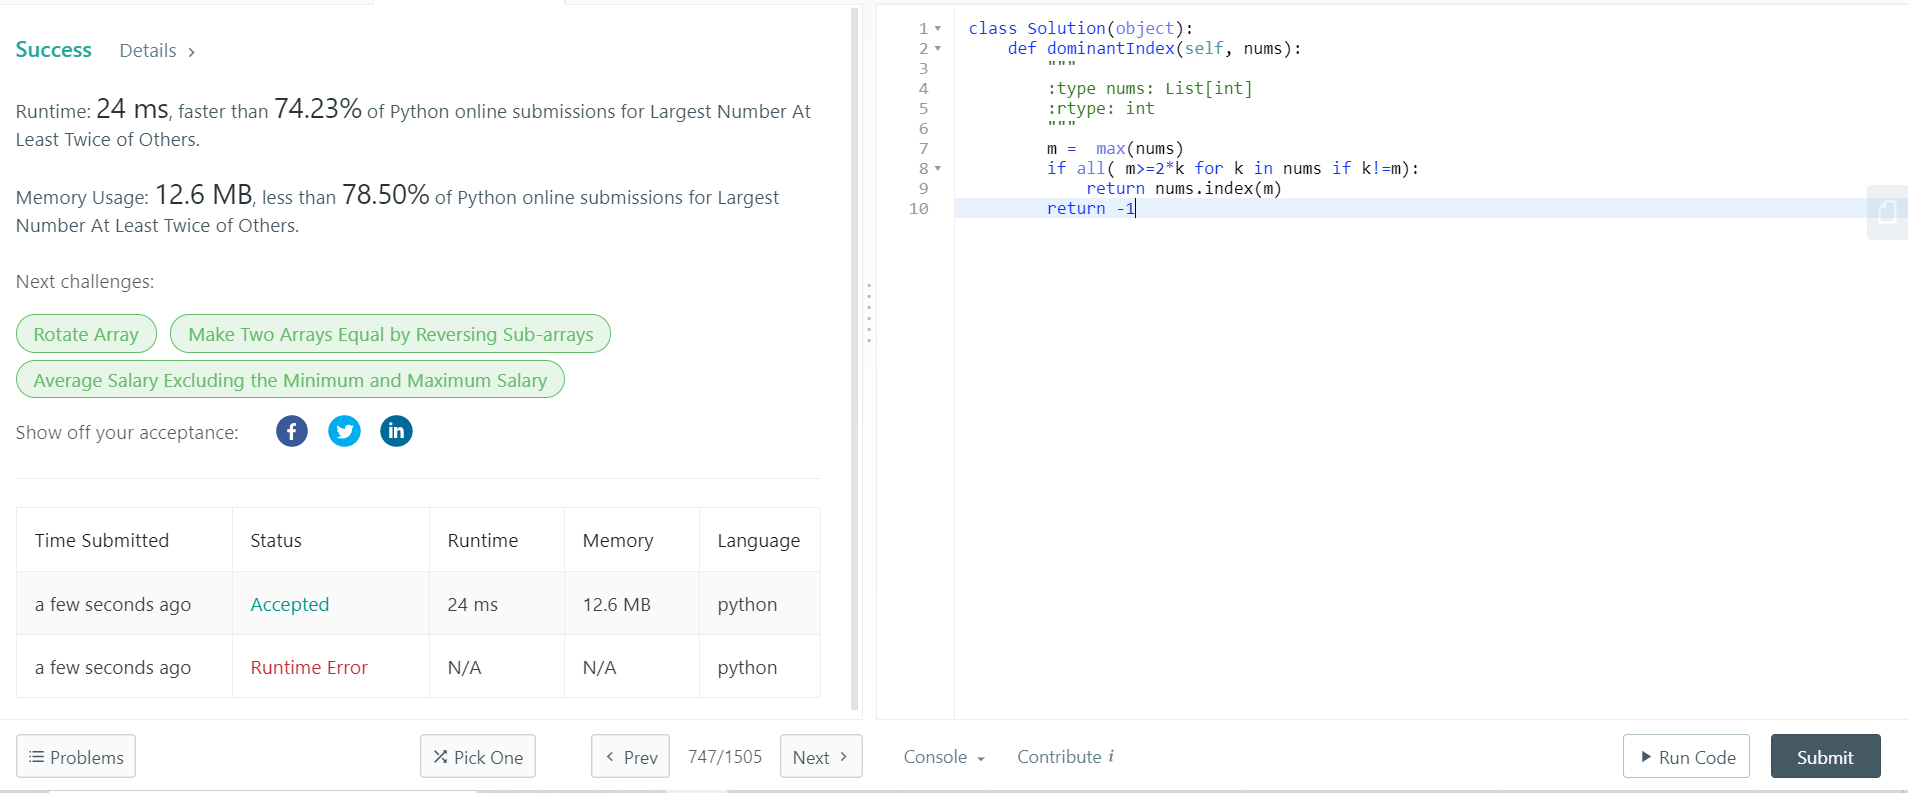 Success Details >
Runtime: 24 ms, faster than 74.23% of Python online submissions for Largest Number At
Least Twice of Others.
Memory Usage: 12.6 MB, less than 78.50% of Python online submissions for Largest
Number At Least Twice of Others.
Next challenges:
Rotate Array Make Two Arrays Equal by Reversing Sub-arrays
Average Salary Excluding the Minimum and Maximum Salary
Show off your acceptance: f in
Time Submitted Status Runtime Memory Language
a few seconds ago Accepted 24 ms 12.6 MB python
a few seconds ago Runtime Error N/A N/A python
Problems Pick One < Prev 747/1505 Next >
1 class Solution(object):
2 def dominantIndex(self, nums):
3 """
4 :type nums: List[int]
5 :rtype: int
6 """
7 m =  max(nums)
8 if all( m>=2*k for k in nums if k!=m):
9 return nums.index(m)
10 return -1
Console Contribute i Run Code Submit